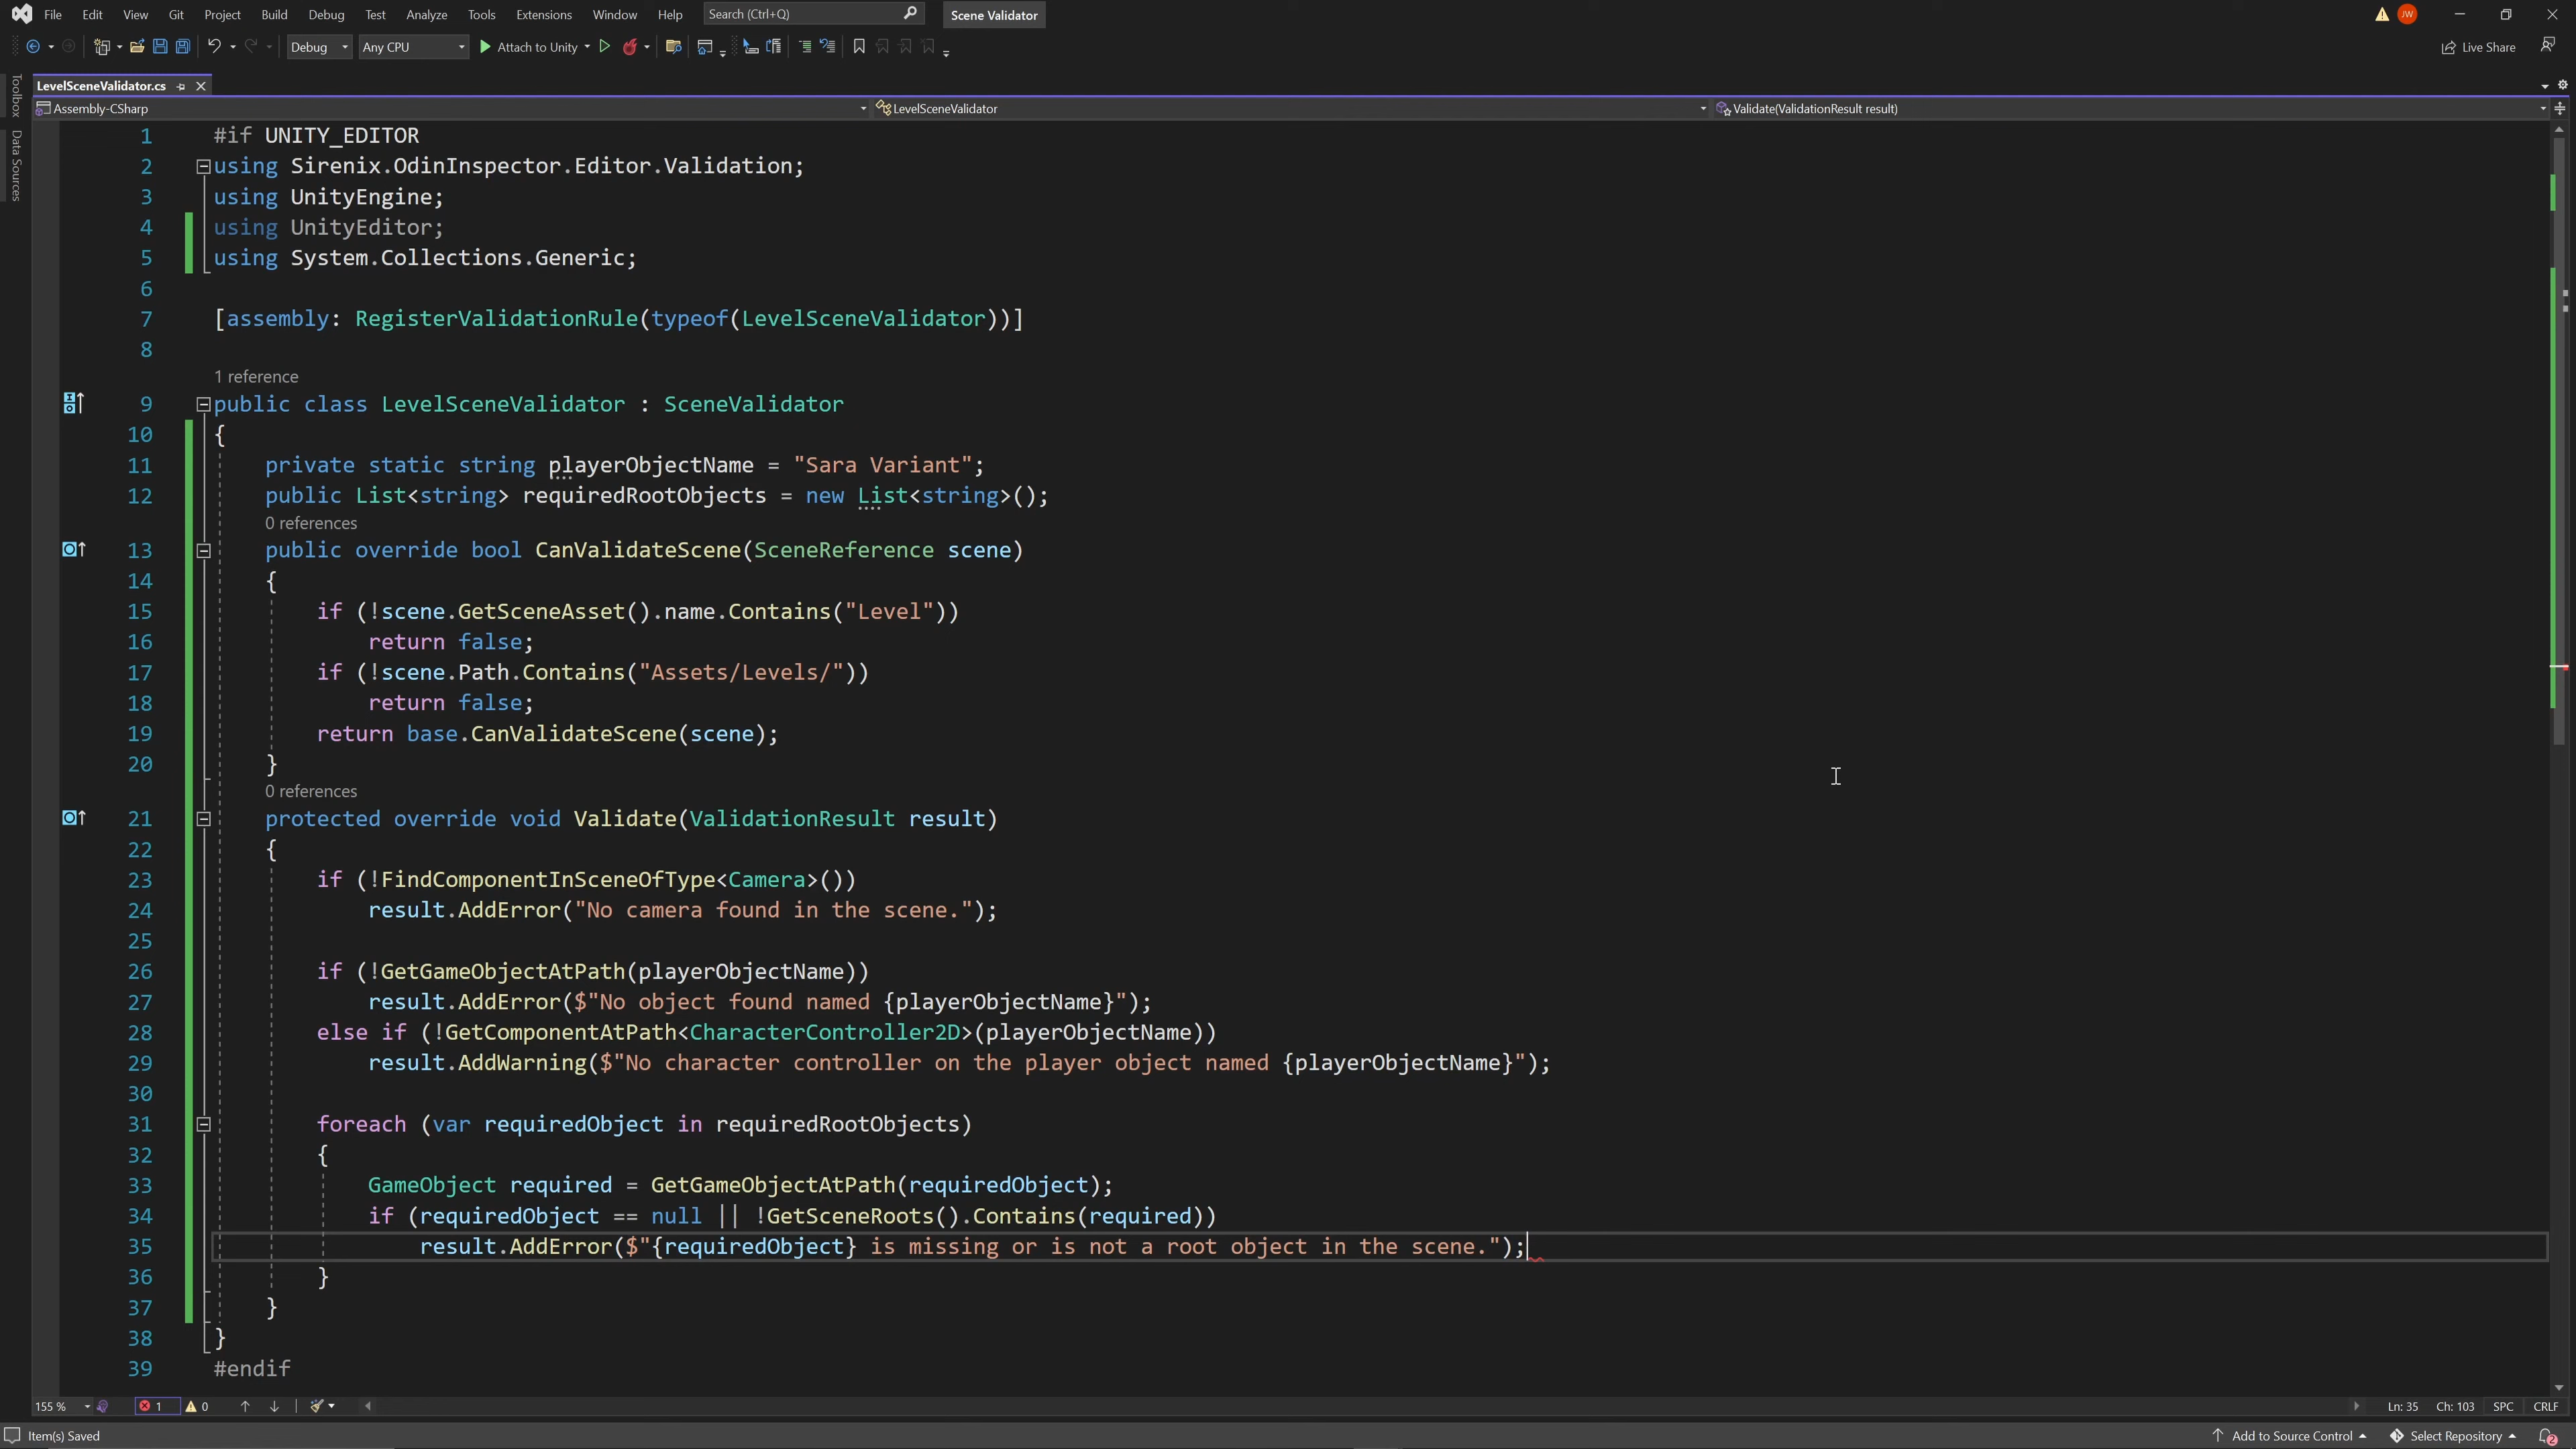 File Edit View Git Project Build Debug Test Analyze Tools Extensions Window Help Search (Ctrl+Q) Scene Validator JW
Debug Any CPU Attach to Unity Live Share
Toolbox
Data Sources
LevelSceneValidator.cs
Assembly-CSharp LevelSceneValidator Validate(ValidationResult result)
1 #if UNITY_EDITOR
2 using Sirenix.OdinInspector.Editor.Validation;
3 using UnityEngine;
4 using UnityEditor;
5 using System.Collections.Generic;
6
7 [assembly: RegisterValidationRule(typeof(LevelSceneValidator))]
8
1 reference
9 public class LevelSceneValidator : SceneValidator
10 {
11 private static string playerObjectName = "Sara Variant";
12 public List<string> requiredRootObjects = new List<string>();
0 references
13 public override bool CanValidateScene(SceneReference scene)
14 {
15 if (!scene.GetSceneAsset().name.Contains("Level"))
16 return false;
17 if (!scene.Path.Contains("Assets/Levels/"))
18 return false;
19 return base.CanValidateScene(scene);
20 }
0 references
21 protected override void Validate(ValidationResult result)
22 {
23 if (!FindComponentInSceneOfType<Camera>())
24 result.AddError("No camera found in the scene.");
25
26 if (!GetGameObjectAtPath(playerObjectName))
27 result.AddError($"No object found named {playerObjectName}");
28 else if (!GetComponentAtPath<CharacterController2D>(playerObjectName))
29 result.AddWarning($"No character controller on the player object named {playerObjectName}");
30
31 foreach (var requiredObject in requiredRootObjects)
32 {
33 GameObject required = GetGameObjectAtPath(requiredObject);
34 if (requiredObject == null || !GetSceneRoots().Contains(required))
35 result.AddError($"{requiredObject} is missing or is not a root object in the scene.");
36 }
37 }
38 }
39 #endif
155 % 1 0 Ln: 35 Ch: 103 SPC CRLF
Item(s) Saved Add to Source Control Select Repository 2